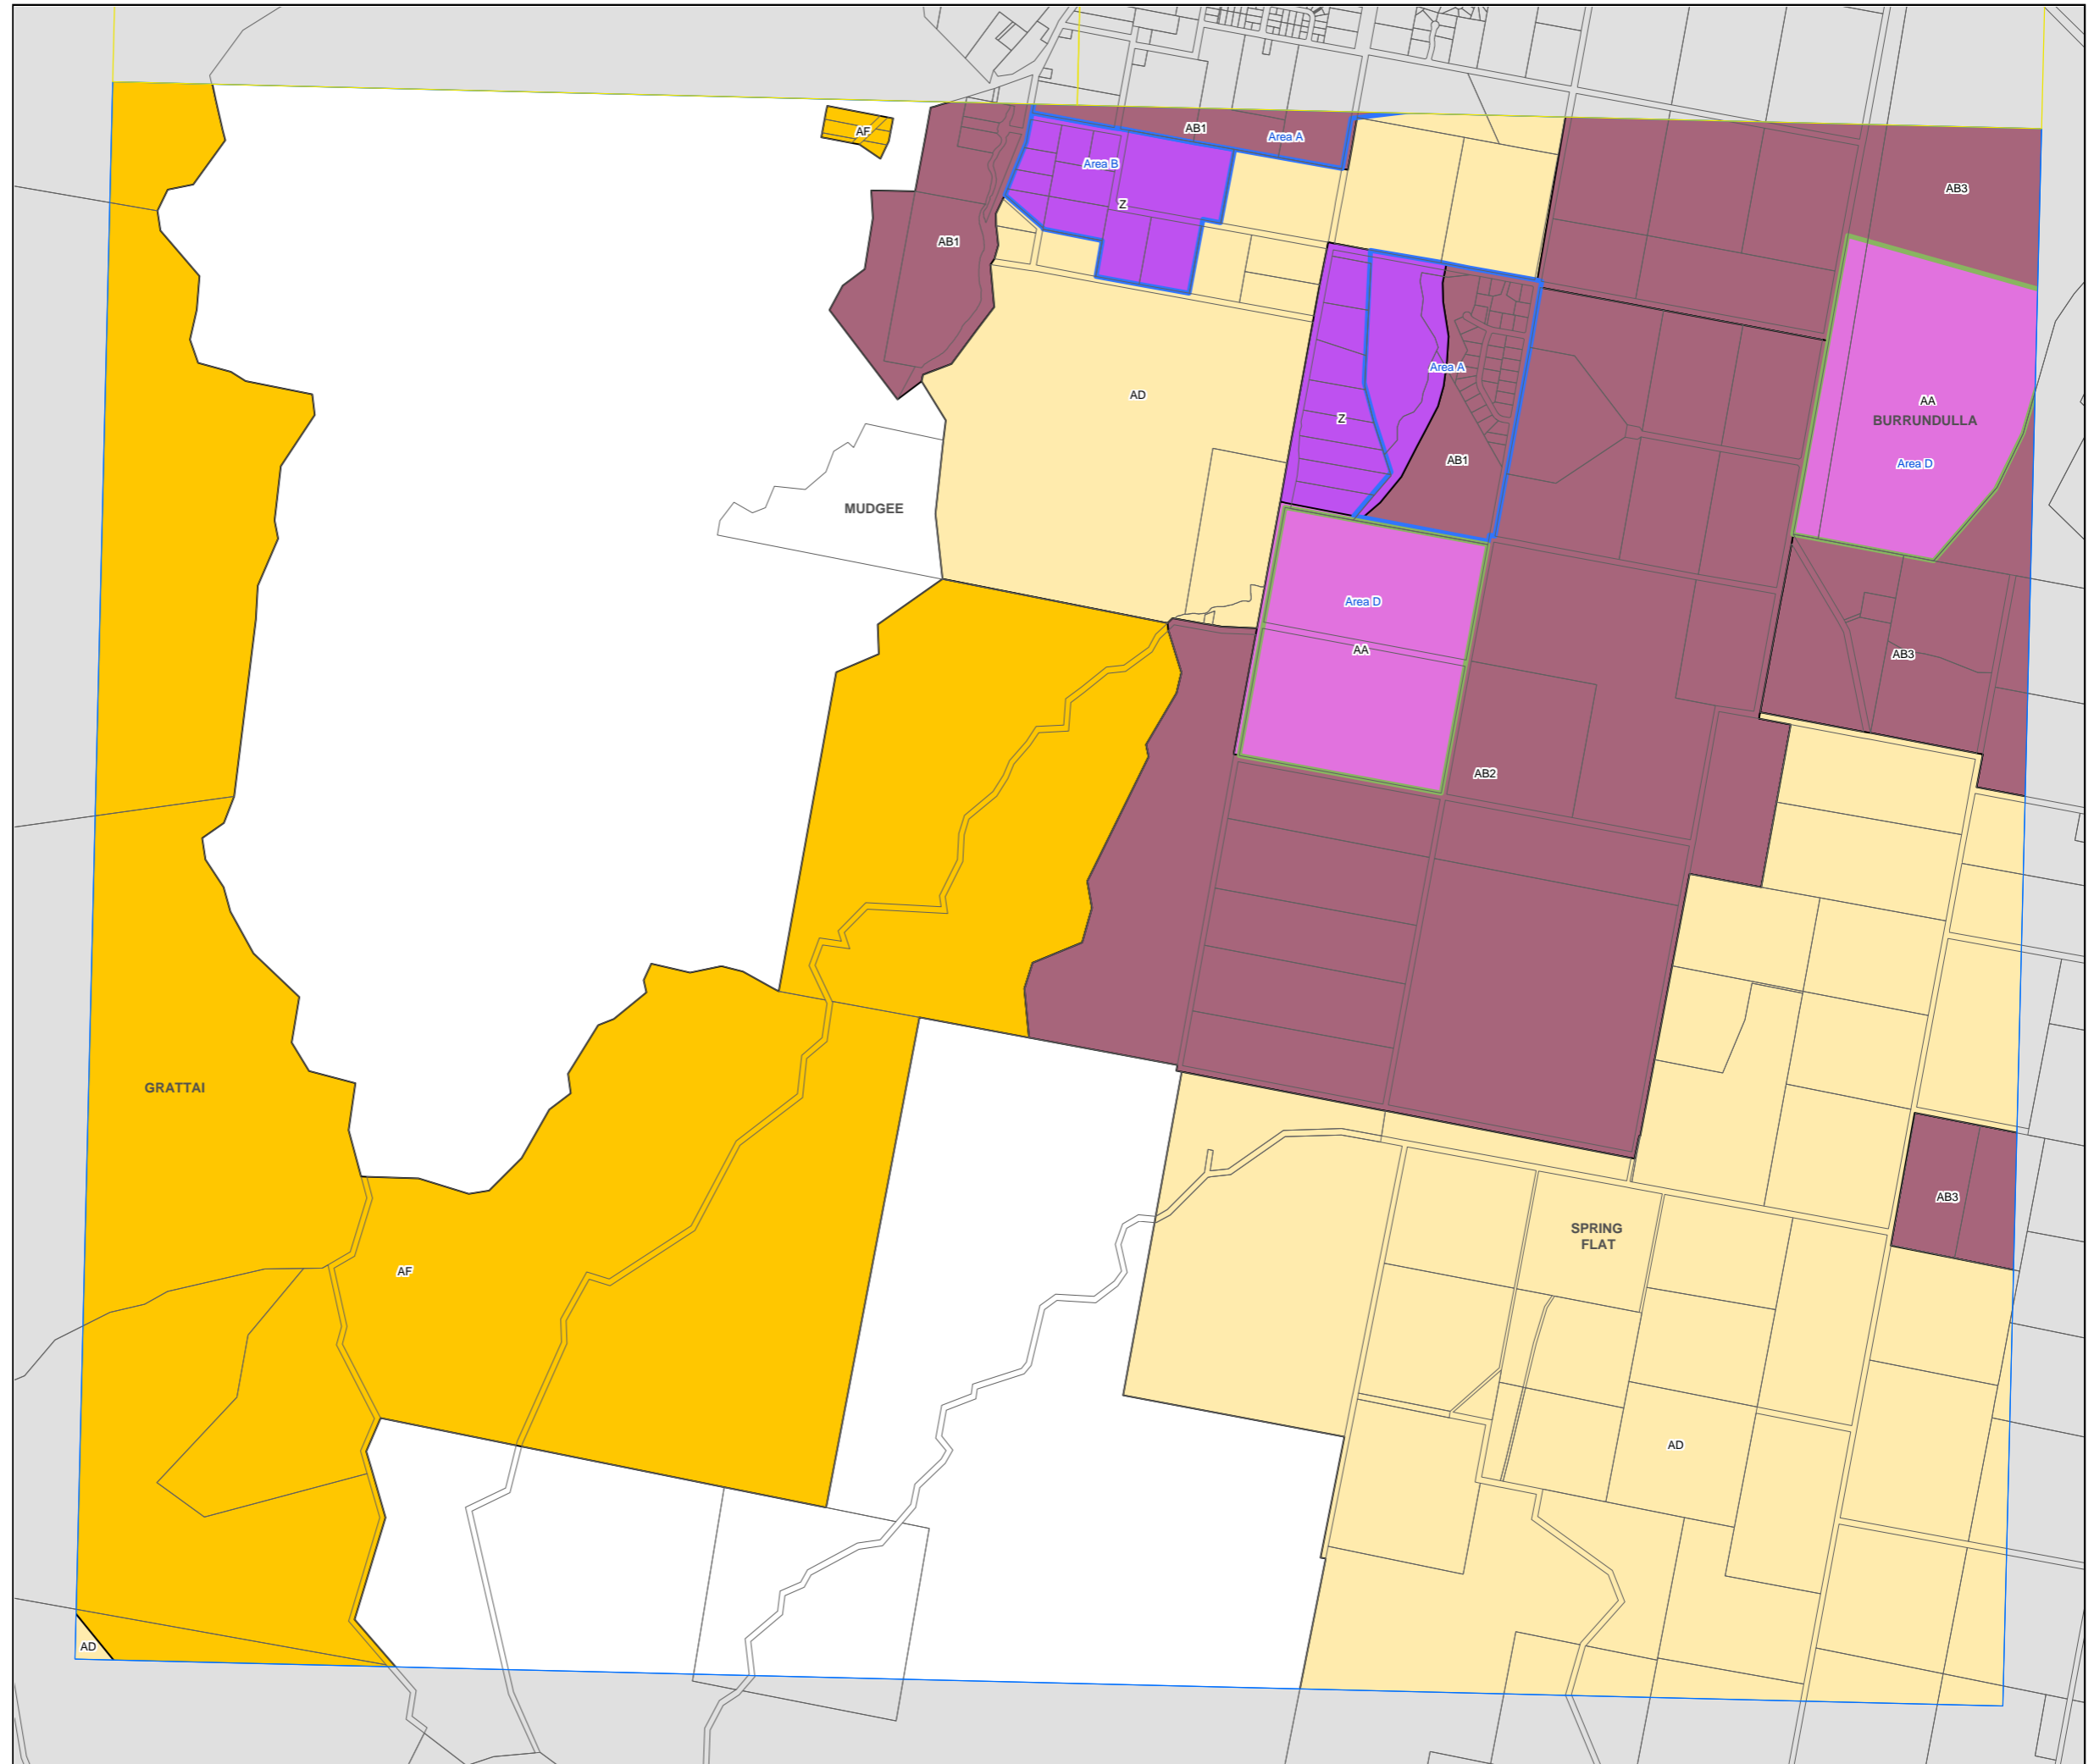 AF
AB1
Area A
Area B
AB3
Z
AB1
Area A
AD
AA
BURRUNDULLA
Z
AB1
Area D
MUDGEE
Area D
AA
AB3
AB2
GRATTAI
AB3
SPRING
FLAT
AF
AD
AD